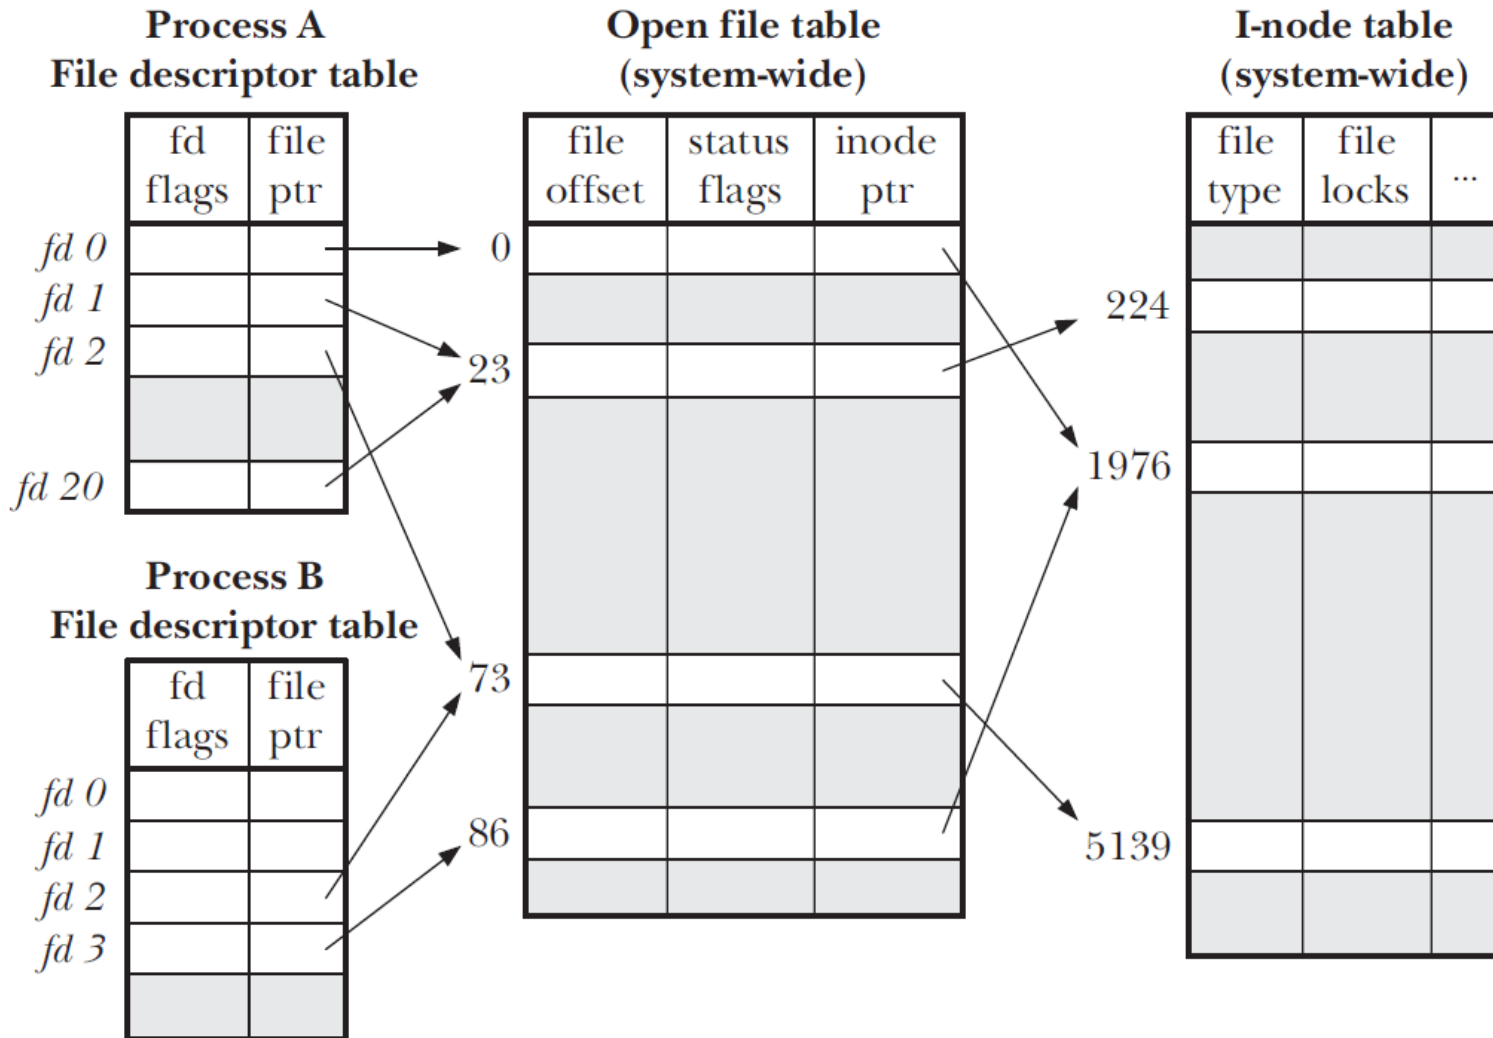 Process A
File descriptor table
fd
flags
file
ptr
fd 0
fd 1
fd 2
fd 20
Process B
File descriptor table
fd
flags
file
ptr
fd 0
fd 1
fd 2
fd 3
Open file table
(system-wide)
file
offset
status
flags
inode
ptr
0
23
73
86
I-node table
(system-wide)
file
type
file
locks
...
224
1976
5139